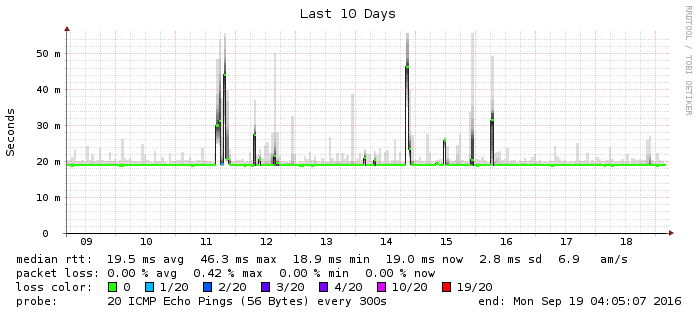 Last 10 Days
RRDTOOL / TOBI OETIKER
Seconds
50 m
40 m
30 m
20 m
10 m
0
09 10 11 12 13 14 15 16 17 18
median rtt: 19.5 ms avg 46.3 ms max 18.9 ms min 19.0 ms now 2.8 ms sd 6.9 am/s
packet loss: 0.00 % avg 0.42 % max 0.00 % min 0.00 % now
loss color: 0 1/20 2/20 3/20 4/20 10/20 19/20
probe: 20 ICMP Echo Pings (56 Bytes) every 300s end: Mon Sep 19 04:05:07 2016